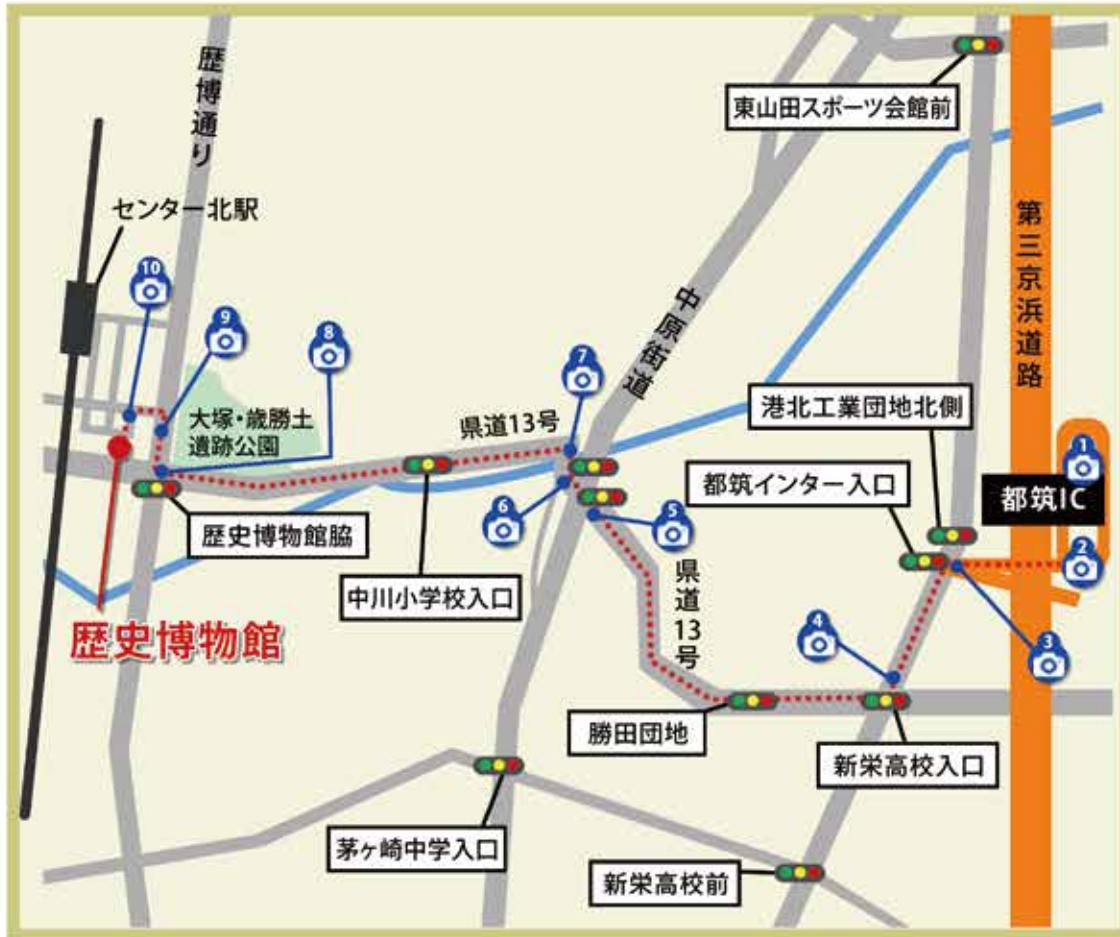 歴博通り
東山田スポーツ会館前
センター北駅
第三京浜道路
10
9
8
7
中原街道
大塚・歳勝土
遺跡公園
県道13号
港北工業団地北側
1
都筑インター入口
都筑IC
6
5
2
歴史博物館脇
中川小学校入口
県道13号
歴史博物館
4
3
勝田団地
新栄高校入口
茅ヶ崎中学入口
新栄高校前